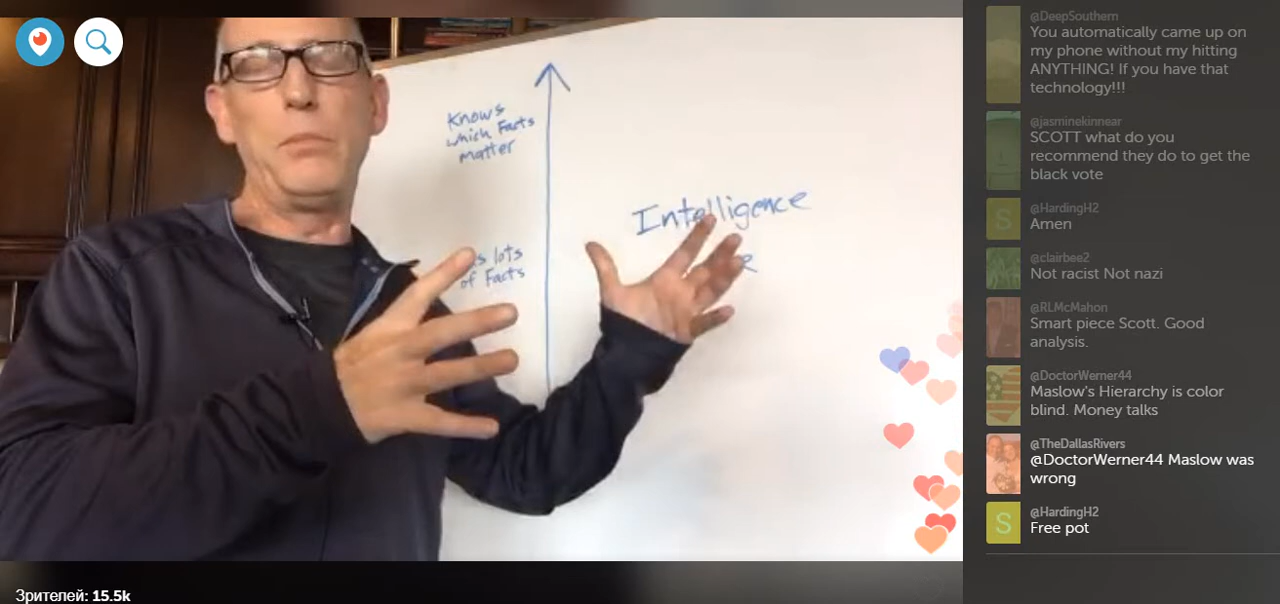 Knows
which Facts
matter
lots
of Facts
Intelligence
@DeepSouthern
You automatically came up on
my phone without my hitting
ANYTHING! If you have that
technology!!!
@jasminekinnear
SCOTT what do you
recommend they do to get the
black vote
S
@HardingH2
Amen
@clairbee2
Not racist Not nazi
@RLMcMahon
Smart piece Scott. Good
analysis.
@DoctorWerner44
Maslow's Hierarchy is color
blind. Money talks
@TheDallasRivers
@DoctorWerner44 Maslow was
wrong
S
@HardingH2
Free pot
Зрителей: 15.5k